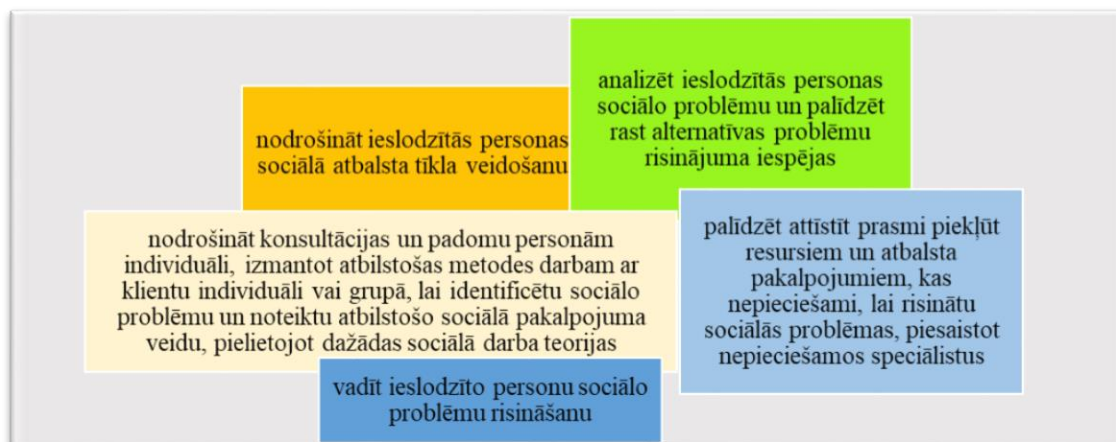 nodrošināt ieslodzītās personas
sociālā atbalsta tīkla veidošanu
analizēt ieslodzītās personas
sociālo problēmu un palīdzēt
rast alternatīvas problēmu
risinājuma iespējas
nodrošināt konsultācijas un padomu personām
individuāli, izmantot atbilstošas metodes darbam ar
klientu individuāli vai grupā, lai identificētu sociālo
problēmu un noteiktu atbilstošo sociālā pakalpojuma
veidu, pielietojot dažādas sociālā darba teorijas
palīdzēt attīstīt prasmi piekļūt
resursiem un atbalsta
pakalpojumiem, kas
nepieciešami, lai risinātu
sociālās problēmas, piesaistot
nepieciešamos speciālistus
vadīt ieslodzīto personu sociālo
problēmu risināšanu